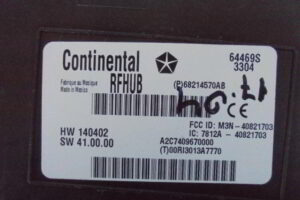 Continental
RFHUB
64469S
3304
Fabriqué au Mexique
Made in Mexico
(P)68214570AB
CE
FCC ID: M3N-40821703
IC: 7812A - 40821703
HW 140402
SW 41.00.00
A2C7409670000
(T)00RI3013A7770